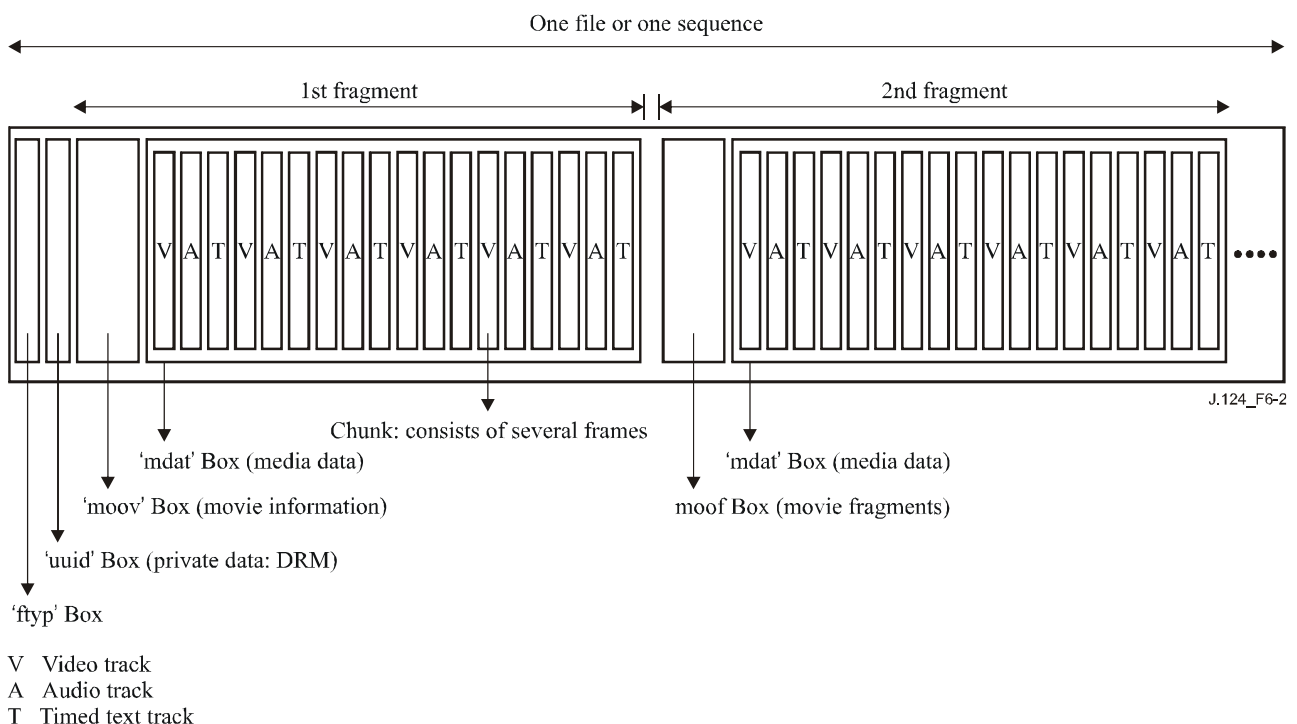 One file or one sequence
1st fragment
2nd fragment
V A T V A T V A T V A T V A T V A T
V A T V A T V A T V A T V A T V A T
J.124_F6-2
Chunk: consists of several frames
'mdat' Box (media data)
'mdat' Box (media data)
'moov' Box (movie information)
moof Box (movie fragments)
'uuid' Box (private data: DRM)
'ftyp' Box
V Video track
A Audio track
T Timed text track